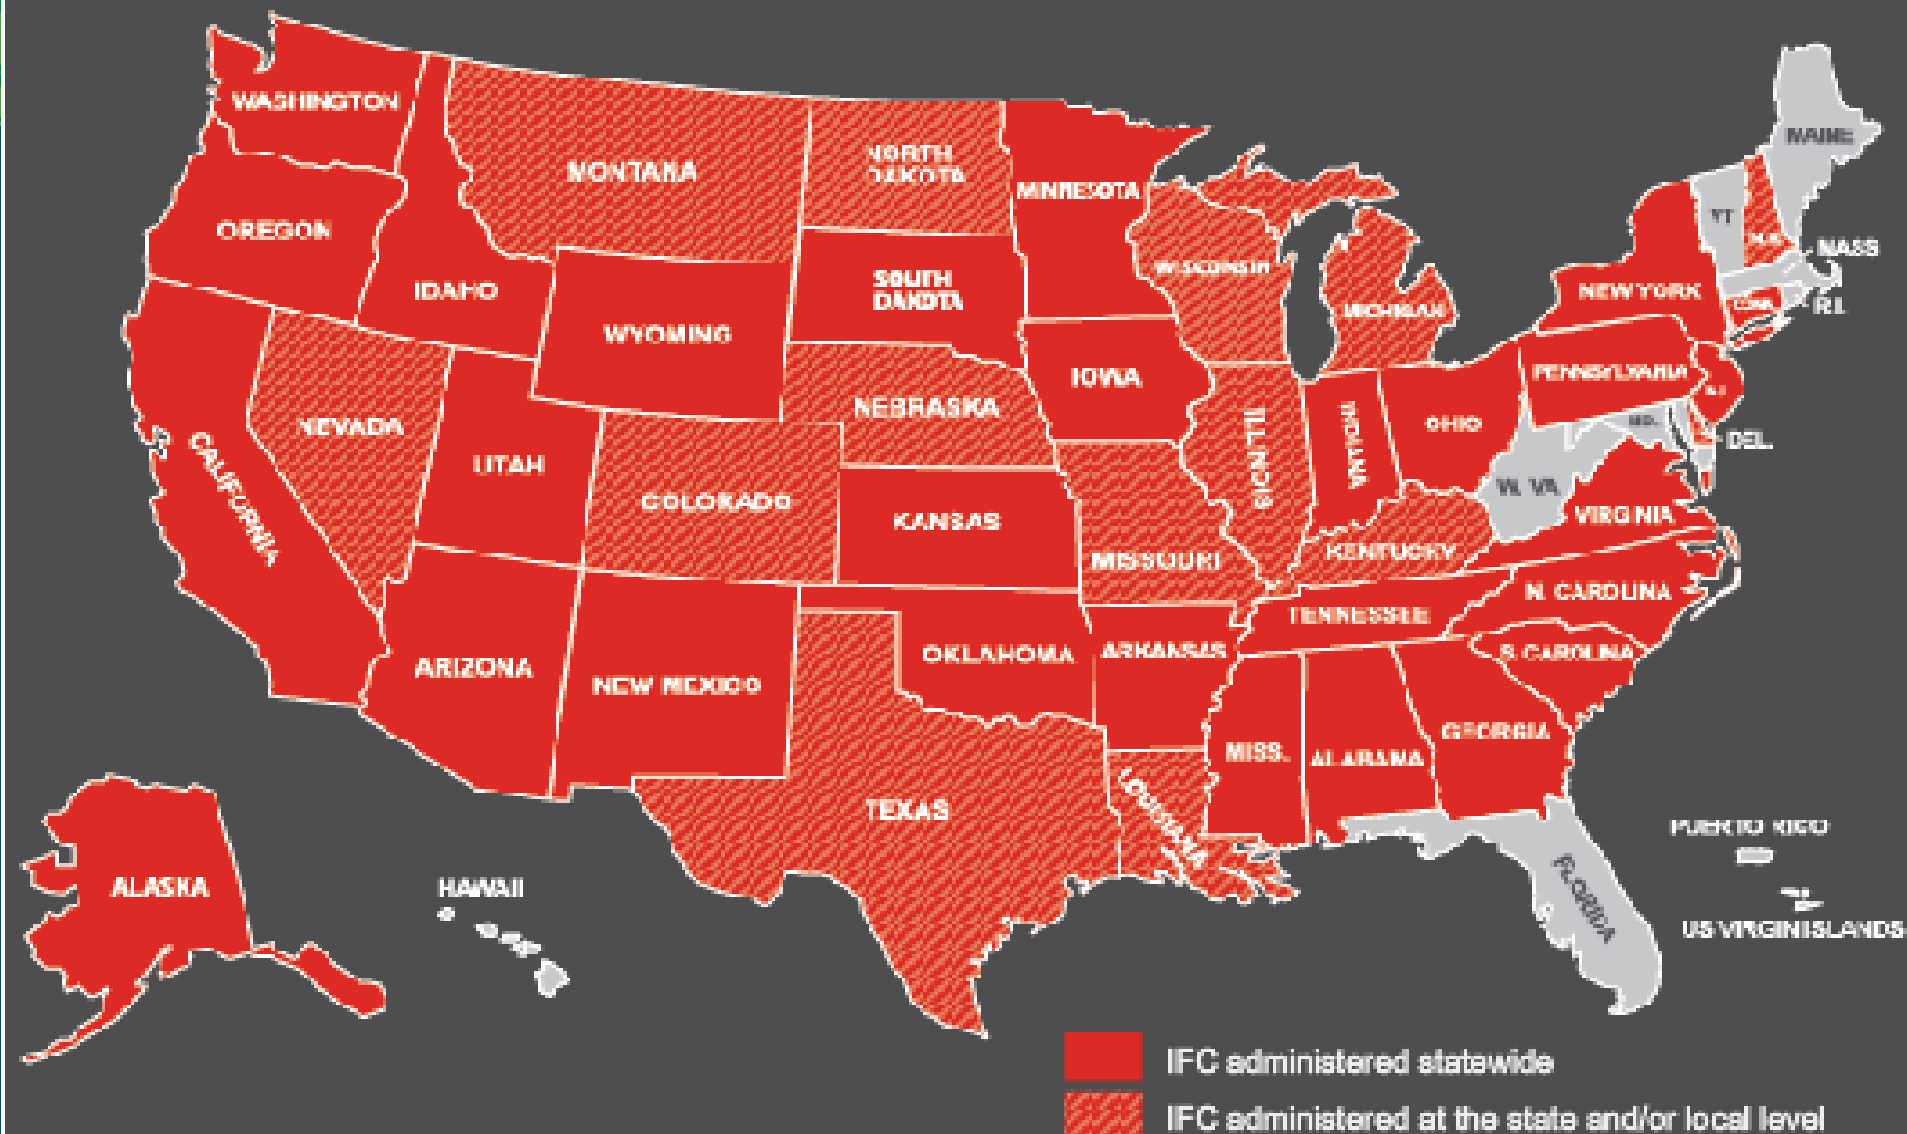 WASHINGTON
MONTANA
NORTH
DAKOTA
MINNESOTA
MAINE
OREGON
IDAHO
WYOMING
SOUTH
DAKOTA
WISCONSIN
MICHIGAN
NEW YORK
VT
N.H.
MASS
CONN.
R.I.
IOWA
PENNSYLVANIA
N.J.
NEVADA
NEBRASKA
ILLINOIS
INDIANA
OHIO
MD.
DEL.
CALIFORNIA
UTAH
COLORADO
KANSAS
MISSOURI
W. VA
VIRGINIA
KENTUCKY
N. CAROLINA
TENNESSEE
ARIZONA
NEW MEXICO
OKLAHOMA
ARKANSAS
S. CAROLINA
MISS.
ALABAMA
GEORGIA
TEXAS
LOUISIANA
FLORIDA
PUERTO RICO
ALASKA
HAWAII
US VIRGIN ISLANDS
IFC administered statewide
IFC administered at the state and/or local level